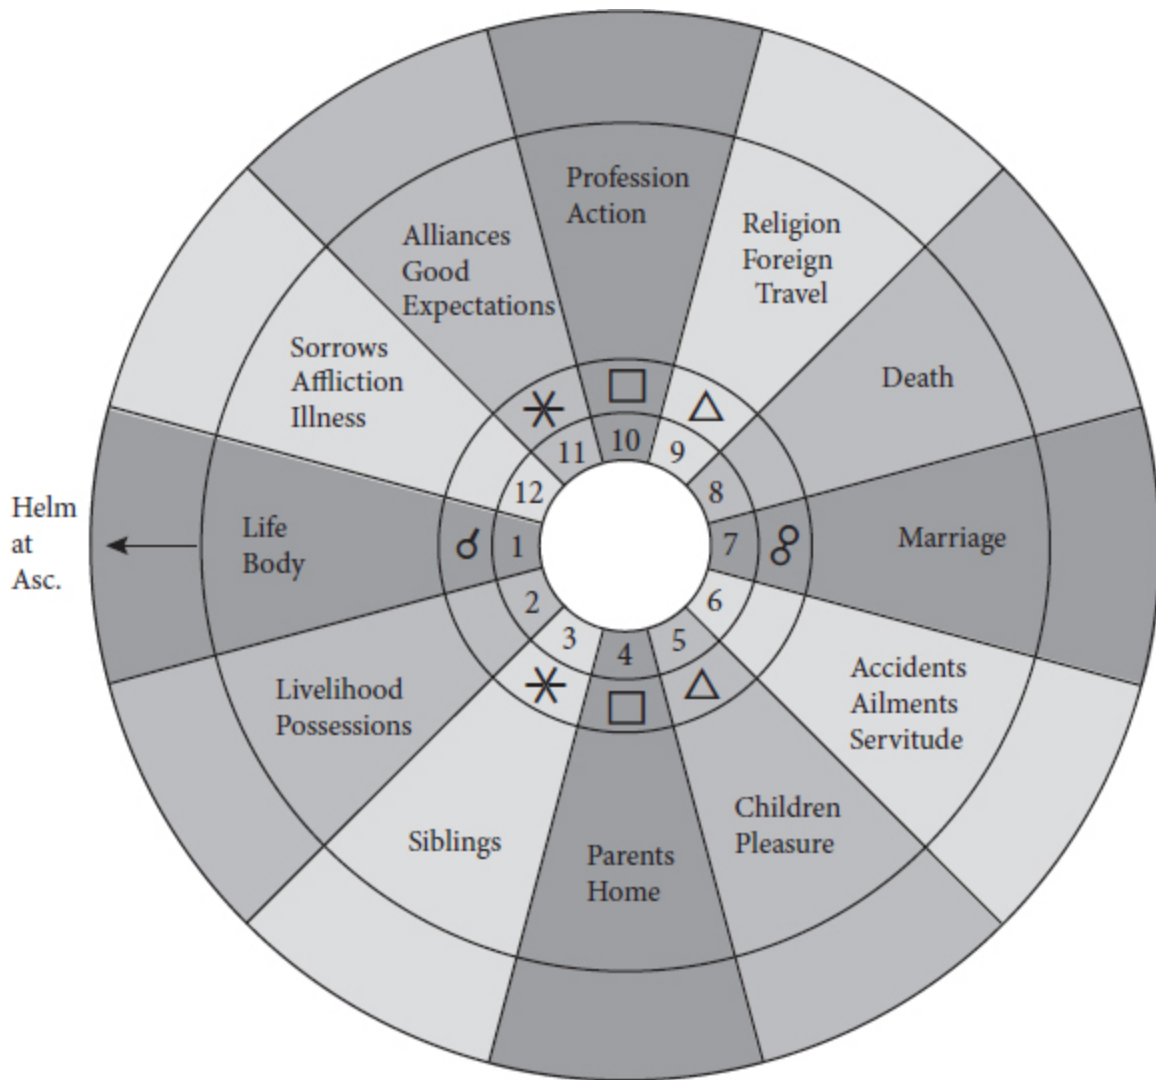 Profession
Action
Religion
Foreign
Travel
Alliances
Good
Expectations
Sorrows
Affliction
Illness
Death
10
11
9
12
8
Helm
at
Asc.
Life
Body
1
7
Marriage
2
6
3
5
4
Livelihood
Possessions
Accidents
Ailments
Servitude
Siblings
Children
Pleasure
Parents
Home